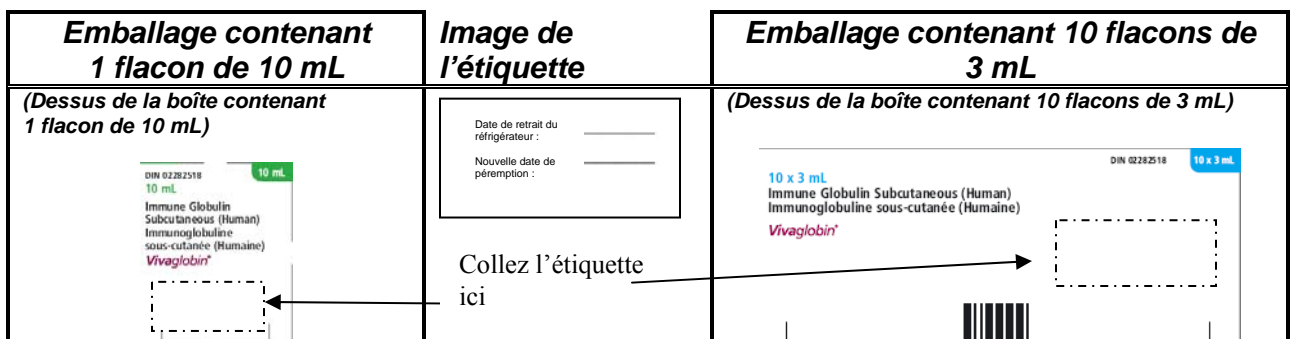 Emballage contenant
1 flacon de 10 mL
Image de
l’étiquette
Emballage contenant 10 flacons de
3 mL
(Dessus de la boîte contenant
1 flacon de 10 mL)
DIN 02282518
10 mL
10 mL
Immune Globulin
Subcutaneous (Human)
Immunoglobuline
sous-cutanée (Humaine)
Vivaglobin*
Date de retrait du
réfrigérateur :
Nouvelle date de
péremption :
Collez l’étiquette
ici
(Dessus de la boîte contenant 10 flacons de 3 mL)
DIN 02282518
10 x 3 mL
10 x 3 mL
Immune Globulin Subcutaneous (Human)
Immunoglobuline sous-cutanée (Humaine)
Vivaglobin*